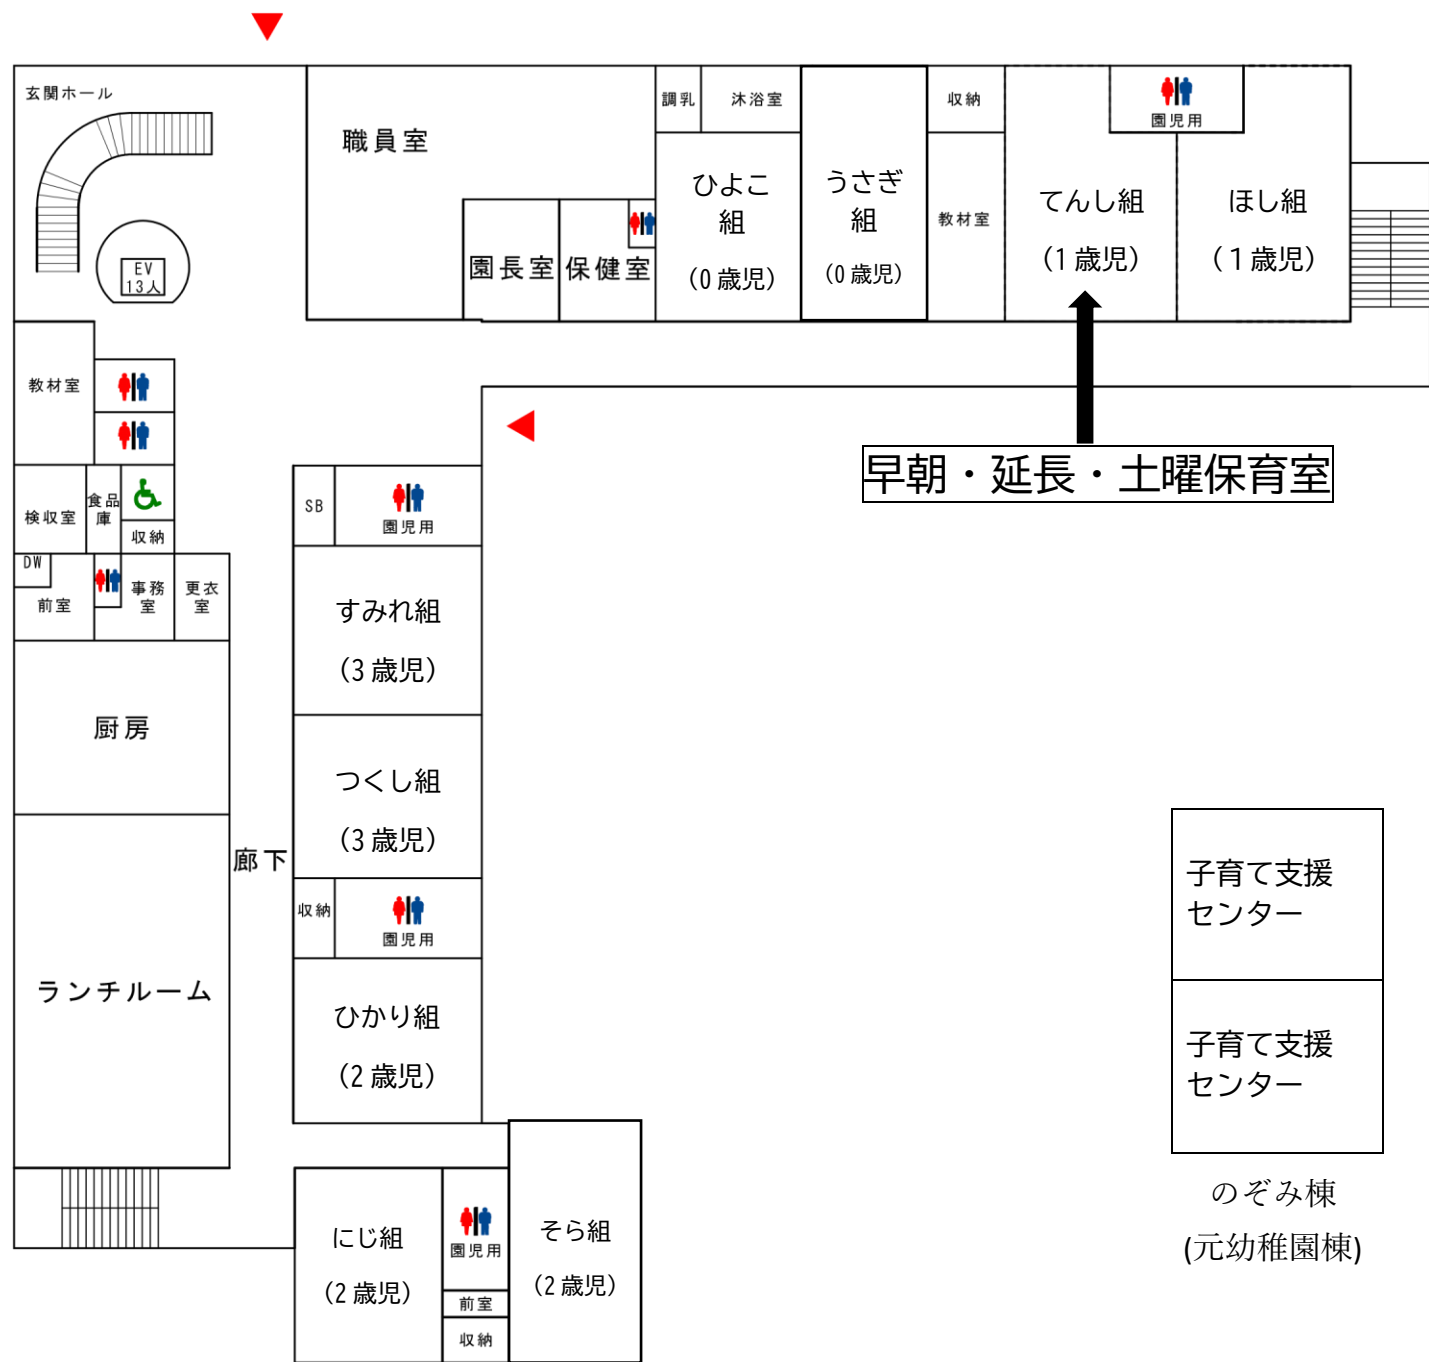 玄関ホール
EV
13人
職員室
園長室
保健室
調乳
沐浴室
ひよこ
組
(0歳児)
うさぎ
組
(0歳児)
収納
教材室
園児用
てんし組
(1歳児)
ほし組
(1歳児)
早朝・延長・土曜保育室
教材室
検収室
食品
庫
収納
DW
前室
事務
室
更衣
室
厨房
ランチルーム
廊下
SB
園児用
すみれ組
(3歳児)
つくし組
(3歳児)
収納
園児用
ひかり組
(2歳児)
にじ組
(2歳児)
園児用
前室
収納
そら組
(2歳児)
子育て支援
センター
子育て支援
センター
のぞみ棟
(元幼稚園棟)